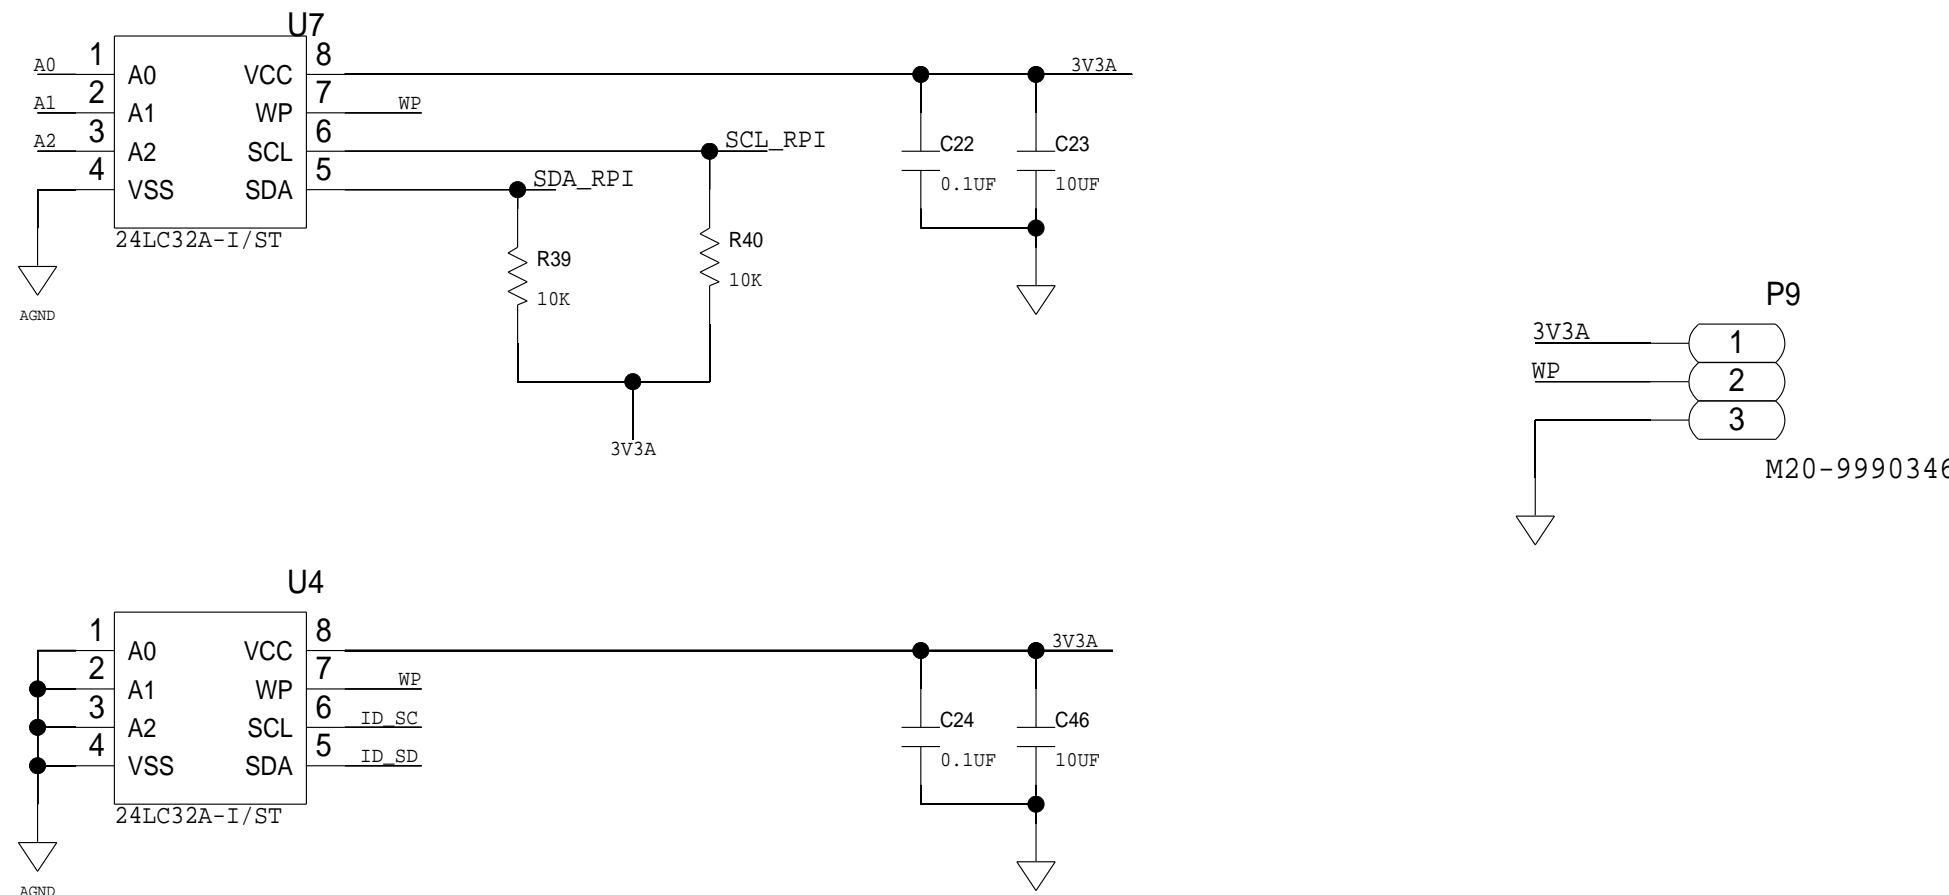 U7
1 8
A0 A0 VCC 3V3A
2 7
A1 A1 WP WP
3 6
A2 A2 SCL SCL_RPI
4 5
VSS SDA SDA_RPI
24LC32A-I/ST
AGND
C22
0.1UF
C23
10UF
R39
10K
R40
10K
3V3A
P9
3V3A 1
WP 2
3
M20-9990346
U4
1 8
A0 VCC 3V3A
2 7
A1 WP WP
3 6
A2 SCL ID_SC
4 5
VSS SDA ID_SD
24LC32A-I/ST
AGND
C24
0.1UF
C46
10UF